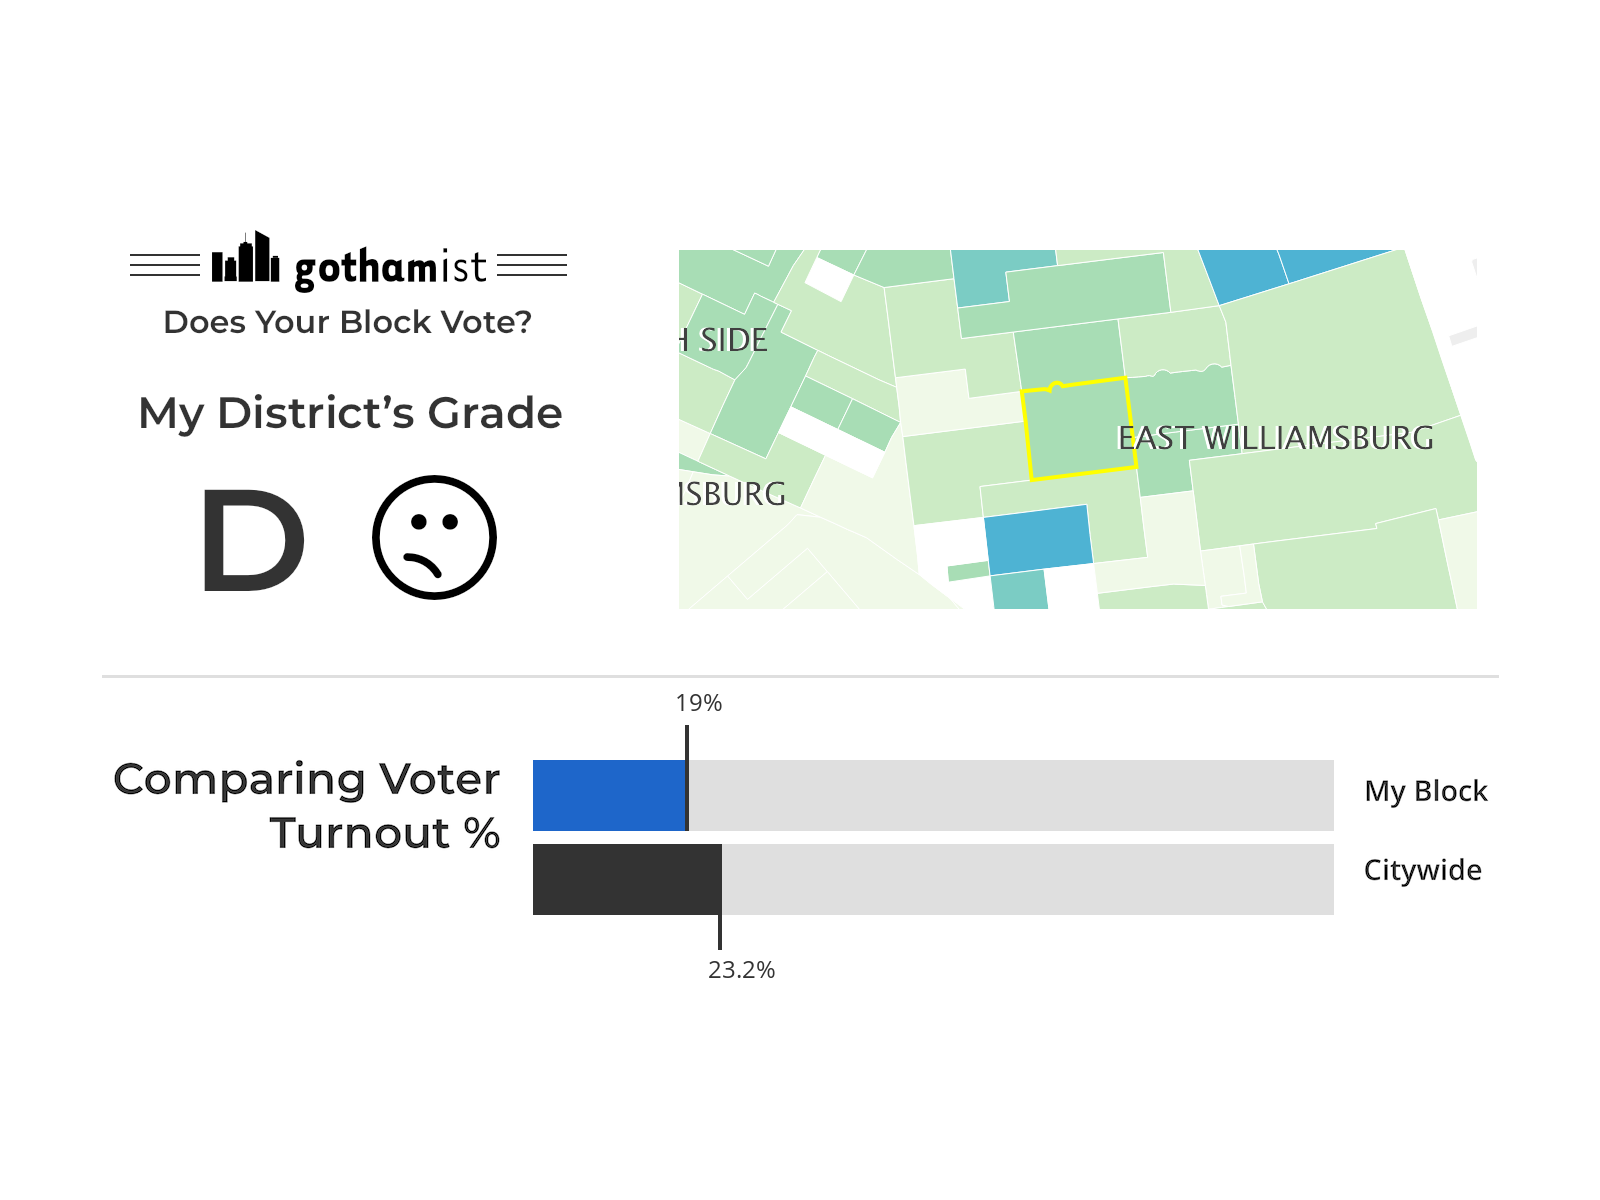 gothamist
Does Your Block Vote?
My District’s Grade
D
H SIDE
EAST WILLIAMSBURG
MSBURG
19%
Comparing Voter
Turnout %
My Block
Citywide
23.2%